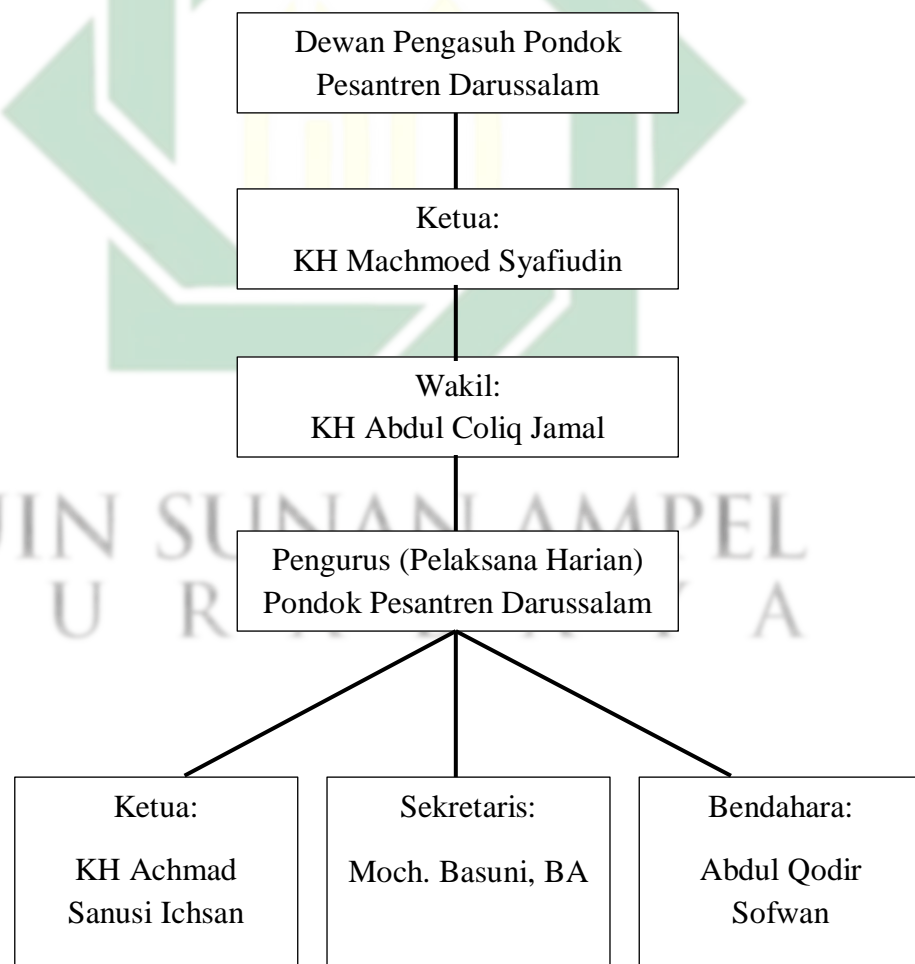 Dewan Pengasuh Pondok
Pesantren Darussalam
Ketua:
KH Machmoed Syafiudin
Wakil:
KH Abdul Coliq Jamal
UIN SUNAN AMPEL
Pengurus (Pelaksana Harian)
Pondok Pesantren Darussalam
Ketua:
KH Achmad
Sanusi Ichsan
Sekretaris:
Moch. Basuni, BA
Bendahara:
Abdul Qodir
Sofwan